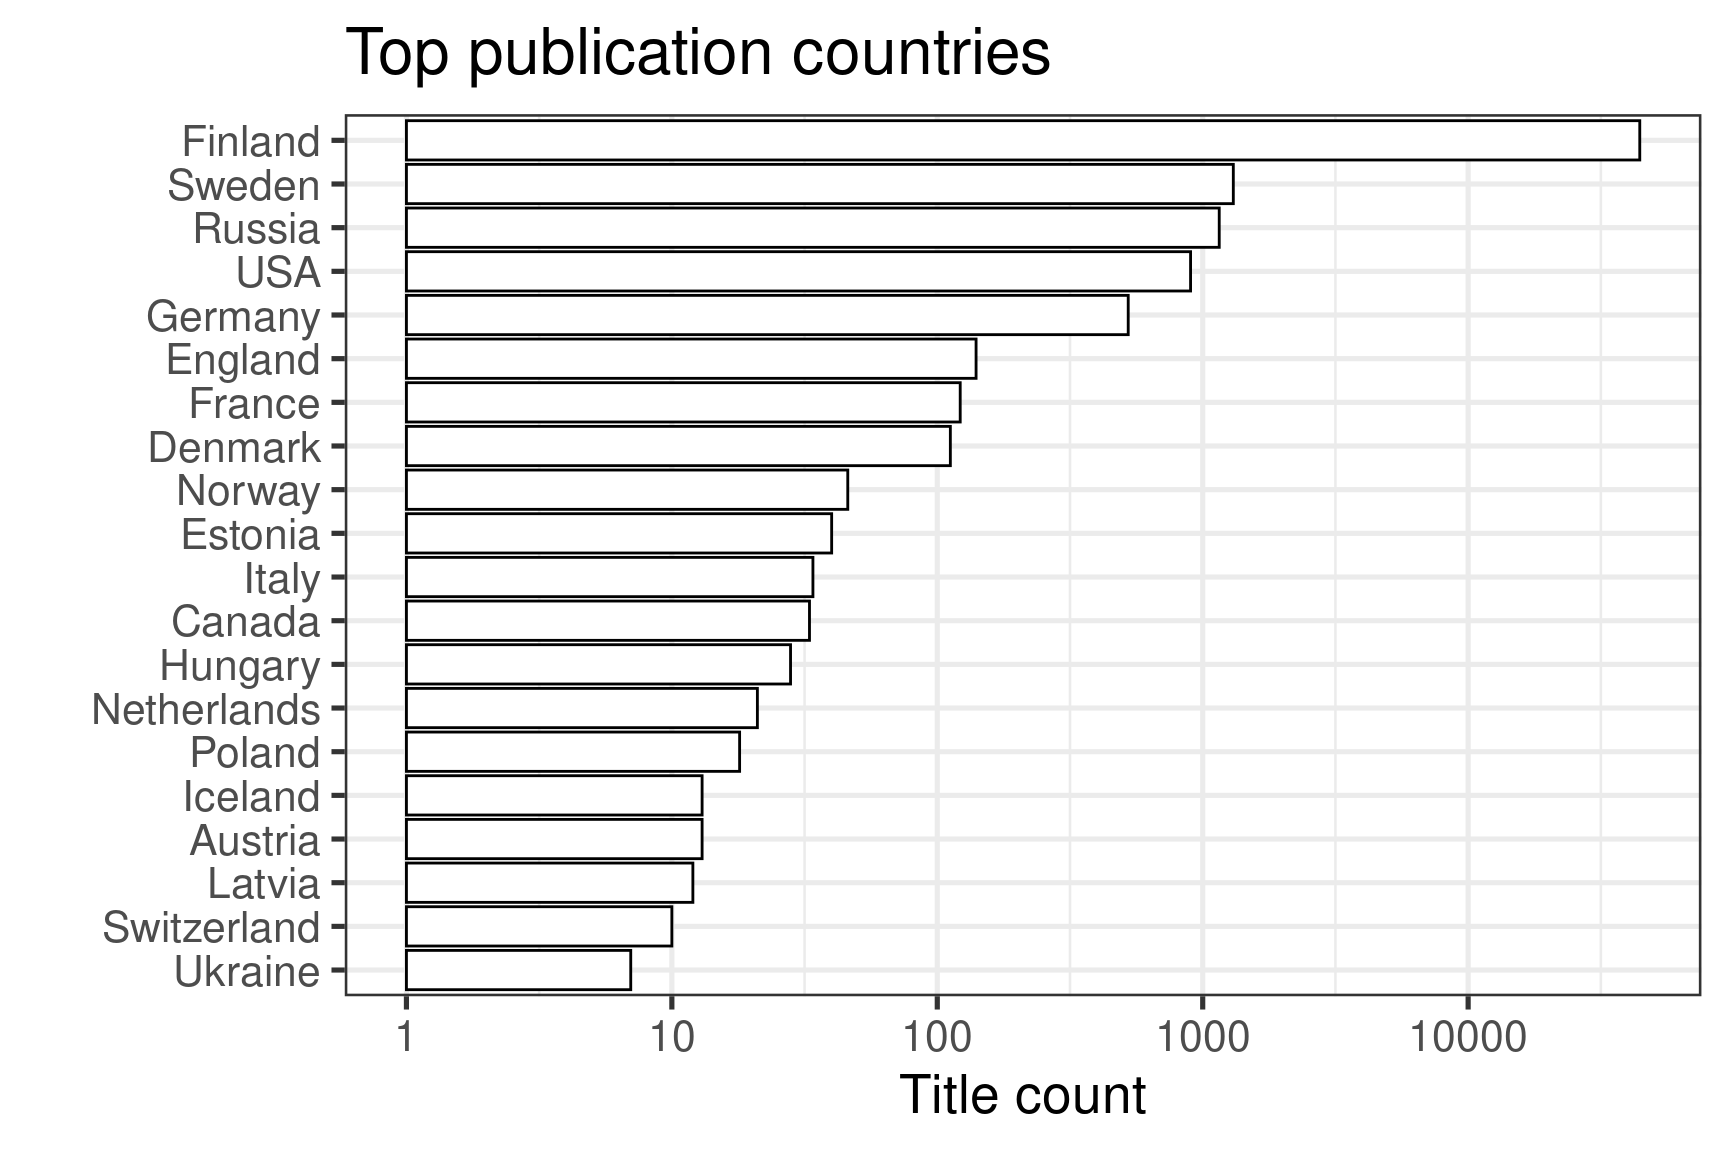 Top publication countries
Finland
Sweden
Russia
USA
Germany
England
France
Denmark
Norway
Estonia
Italy
Canada
Hungary
Netherlands
Poland
Iceland
Austria
Latvia
Switzerland
Ukraine
1 10 100 1000 10000
Title count